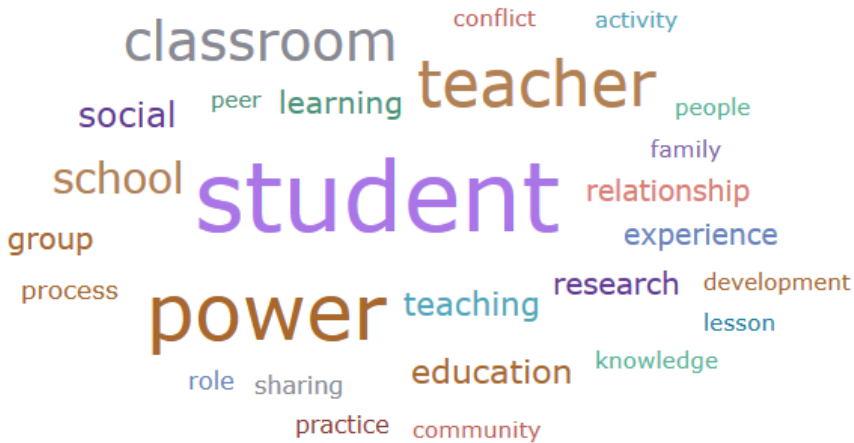 conflict activity
classroom
teacher
peer learning people
social
family
school student relationship
group experience
process power teaching research development
lesson
role sharing education knowledge
practice community